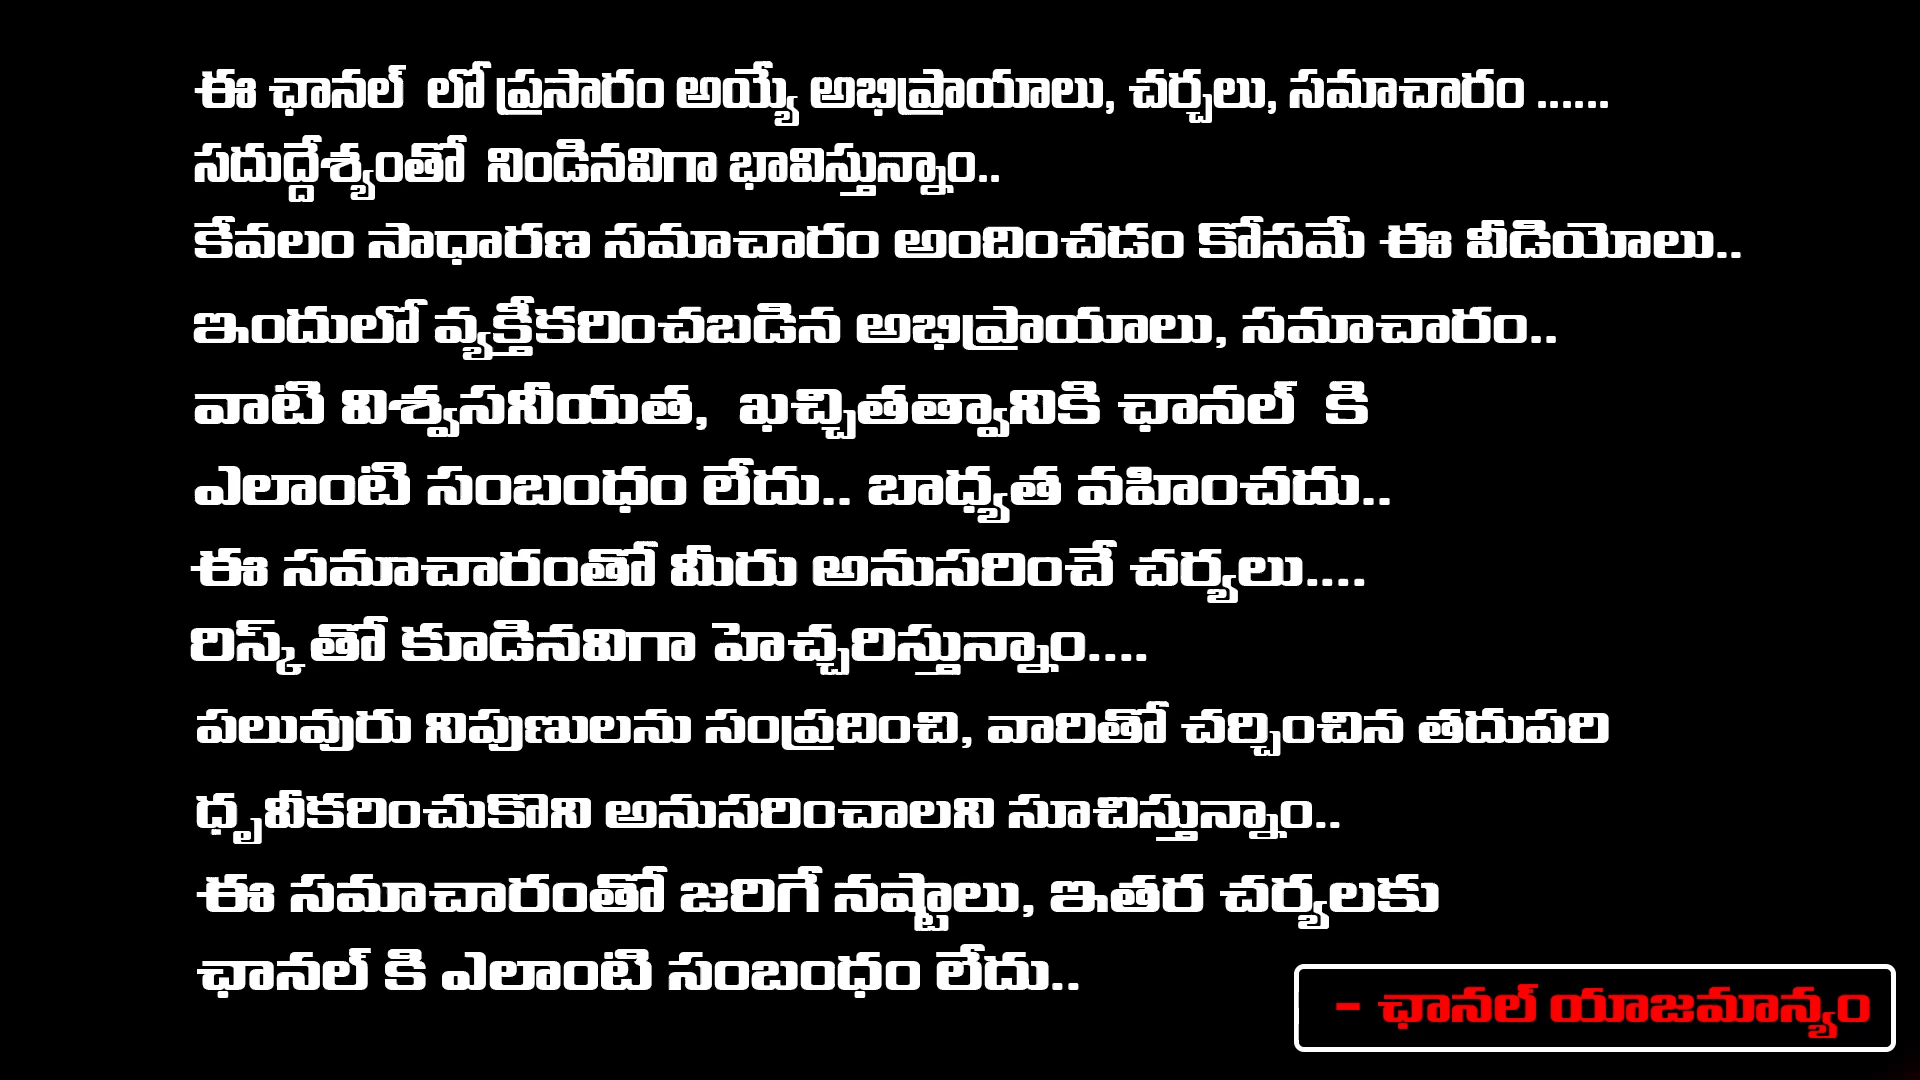 ఈ ఛానల్ లో ప్రసారం అయ్యే అభిప్రాయాలు, చర్చలు, సమాచారం ......
సదుద్దేశ్యంతో నిండినవిగా భావిస్తున్నాం..
కేవలం సాధారణ సమాచారం అందించడం కోసమే ఈ వీడియోలు..
ఇందులో వ్యక్తీకరించబడిన అభిప్రాయాలు, సమాచారం..
వాటి విశ్వసనీయత, ఖచ్చితత్వానికి ఛానల్ కి
ఎలాంటి సంబంధం లేదు.. బాధ్యత వహించదు..
ఈ సమాచారంతో మీరు అనుసరించే చర్యలు....
రిస్క్ తో కూడినవిగా హెచ్చరిస్తున్నాం....
పలువురు నిపుణులను సంప్రదించి, వారితో చర్చించిన తదుపరి
ధృవీకరించుకొని అనుసరించాలని సూచిస్తున్నాం..
ఈ సమాచారంతో జరిగే నష్టాలు, ఇతర చర్యలకు
ఛానల్ కి ఎలాంటి సంబంధం లేదు..
- ఛానల్ యాజమాన్యం